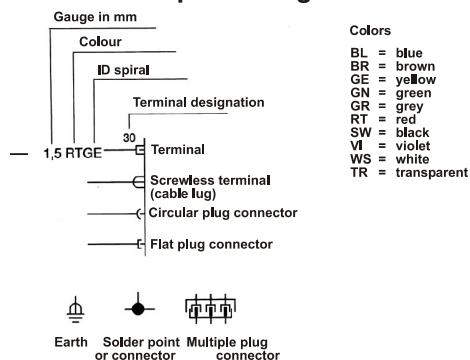 Gauge in mm
Colour
ID spiral
Terminal designation
30
1,5 RTGE
Terminal
Screwless terminal
(cable lug)
Circular plug connector
Flat plug connector
Earth
Solder point
or connector
Multiple plug
connector
Colors
BL = blue
BR = brown
GE = yellow
GN = green
GR = grey
RT = red
SW = black
VI = violet
WS = white
TR = transparent